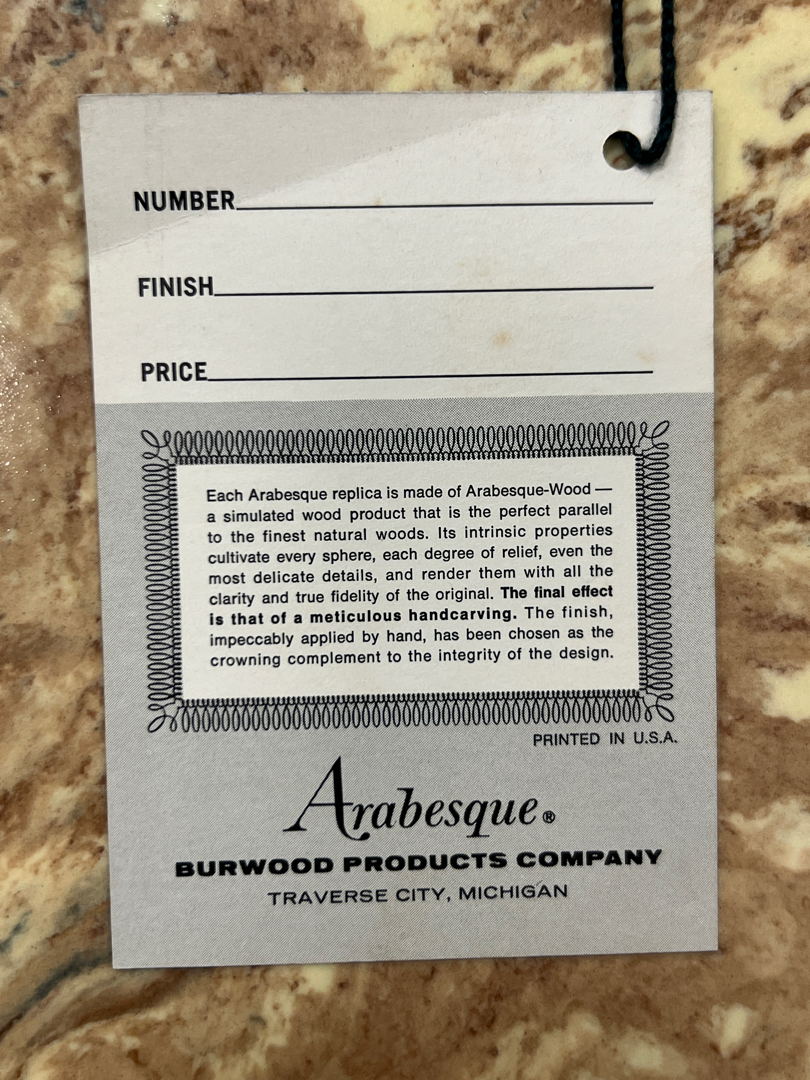 NUMBER
FINISH
PRICE
Each Arabesque replica is made of Arabesque-Wood —
a simulated wood product that is the perfect parallel
to the finest natural woods. Its intrinsic properties
cultivate every sphere, each degree of relief, even the
most delicate details, and render them with all the
clarity and true fidelity of the original. The final effect
is that of a meticulous handcarving. The finish,
impeccably applied by hand, has been chosen as the
crowning complement to the integrity of the design.
PRINTED IN U.S.A.
Arabesque®
BURWOOD PRODUCTS COMPANY
TRAVERSE CITY, MICHIGAN